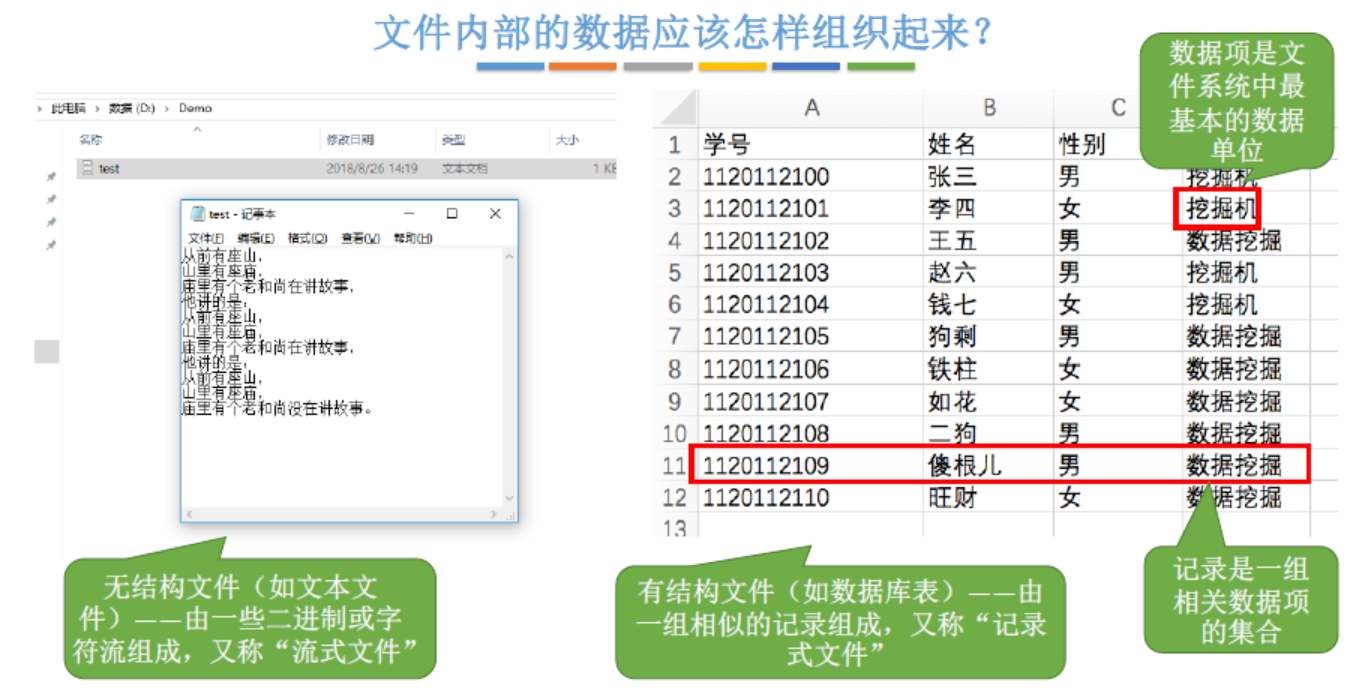 文件内部的数据应该怎样组织起来?
数据项是文
件系统中最
基本的数据
单位
> 此电脑 > 数据 (D:) > Demo
名称 修改日期 类型 大小
test 2018/8/26 14:19 文本文档 1 KB
test - 记事本
文件(F) 编辑(E) 格式(O) 查看(V) 帮助(H)
从前有座山,
山里有座庙,
庙里有个老和尚在讲故事,
他讲的是,
从前有座山,
山里有座庙,
庙里有个老和尚在讲故事,
他讲的是,
从前有座山,
山里有座庙,
庙里有个老和尚没在讲故事。
A B C
1 学号 姓名 性别
2 1120112100 张三 男 挖掘机
3 1120112101 李四 女 挖掘机
4 1120112102 王五 男 数据挖掘
5 1120112103 赵六 男 挖掘机
6 1120112104 钱七 女 挖掘机
7 1120112105 狗剩 男 数据挖掘
8 1120112106 铁柱 女 数据挖掘
9 1120112107 如花 女 数据挖掘
10 1120112108 二狗 男 数据挖掘
11 1120112109 傻根儿 男 数据挖掘
12 1120112110 旺财 女 数据挖掘
13
无结构文件(如文本文
件)——由一些二进制或字
符流组成,又称“流式文件”
有结构文件(如数据库表)——由
一组相似的记录组成,又称“记录
式文件”
记录是一组
相关数据项
的集合